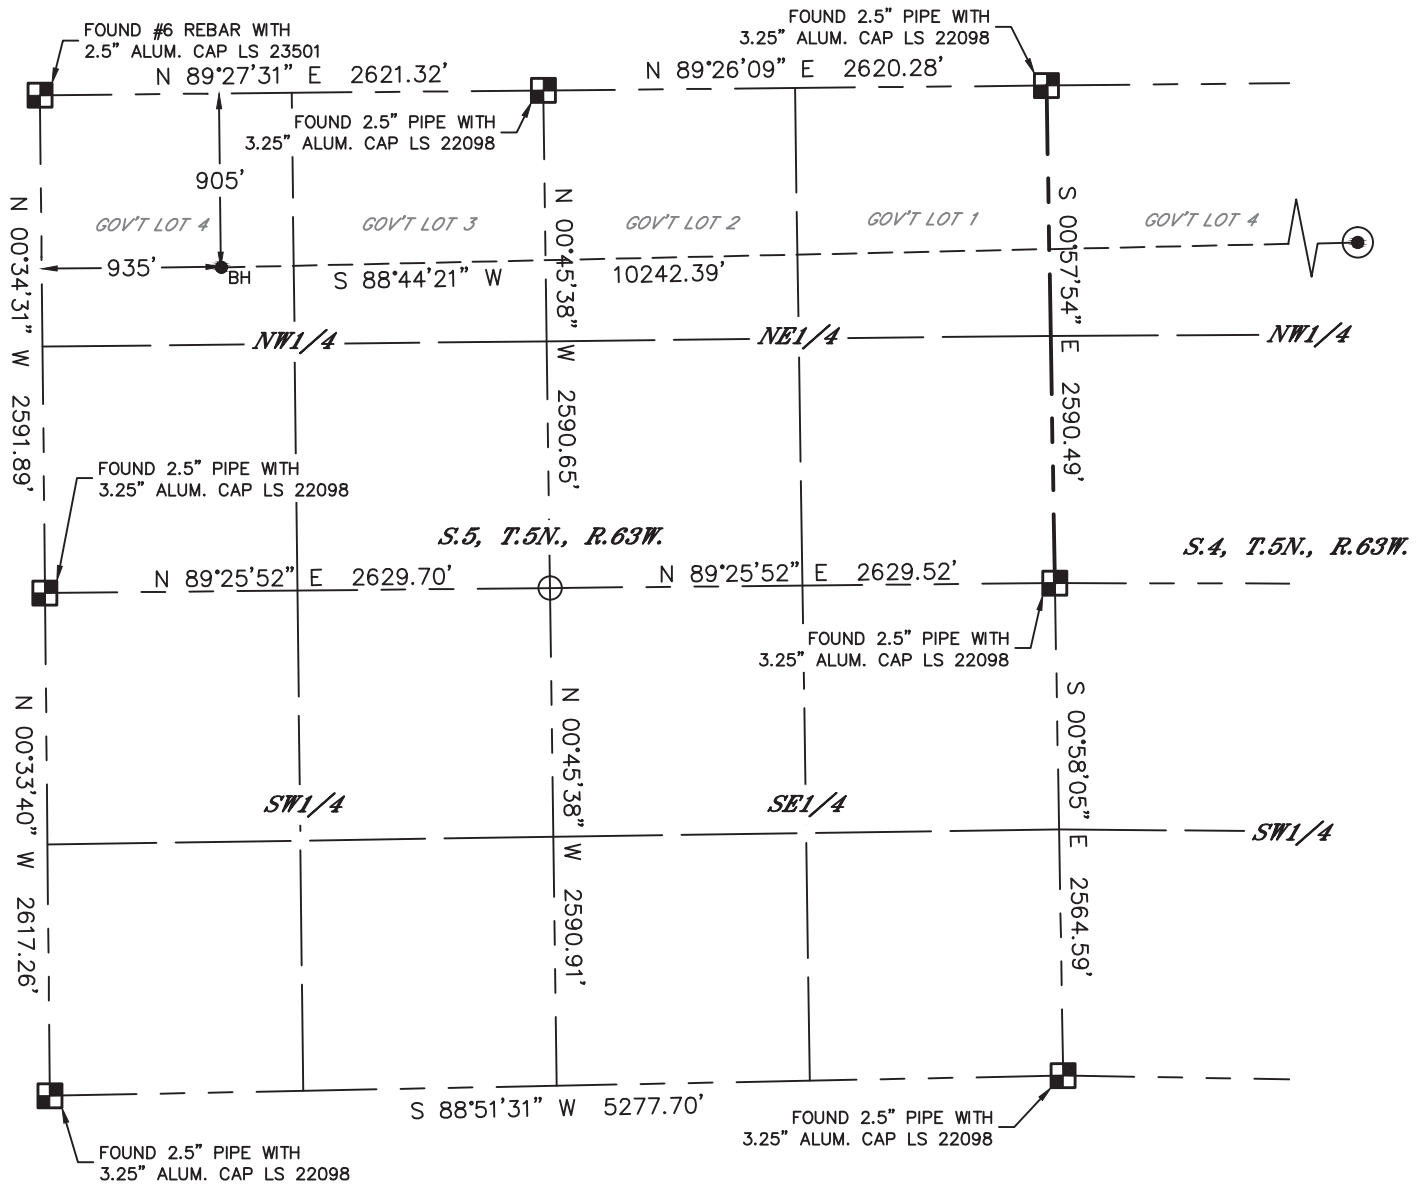 FOUND #6 REBAR WITH
2.5" ALUM. CAP LS 23501
FOUND 2.5" PIPE WITH
3.25" ALUM. CAP LS 22098
N 89°27'31" E 2621.32'
N 89°26'09" E 2620.28'
FOUND 2.5" PIPE WITH
3.25" ALUM. CAP LS 22098
905'
GOV'T LOT 4
GOV'T LOT 3
GOV'T LOT 2
GOV'T LOT 1
GOV'T LOT 4
935'
BH
S 88°44'21" W 10242.39'
N 00°34'31" W 2591.89'
N 00°45'38" W 2590.65'
S 00°57'54" E 2590.49'
NW1/4
NE1/4
NW1/4
FOUND 2.5" PIPE WITH
3.25" ALUM. CAP LS 22098
S.5, T.5N., R.63W.
S.4, T.5N., R.63W.
N 89°25'52" E 2629.70'
N 89°25'52" E 2629.52'
FOUND 2.5" PIPE WITH
3.25" ALUM. CAP LS 22098
N 00°33'40" W 2617.26'
N 00°45'38" W 2590.91'
S 00°58'05" E 2564.59'
SW1/4
SE1/4
SW1/4
S 88°51'31" W 5277.70'
FOUND 2.5" PIPE WITH
3.25" ALUM. CAP LS 22098
FOUND 2.5" PIPE WITH
3.25" ALUM. CAP LS 22098